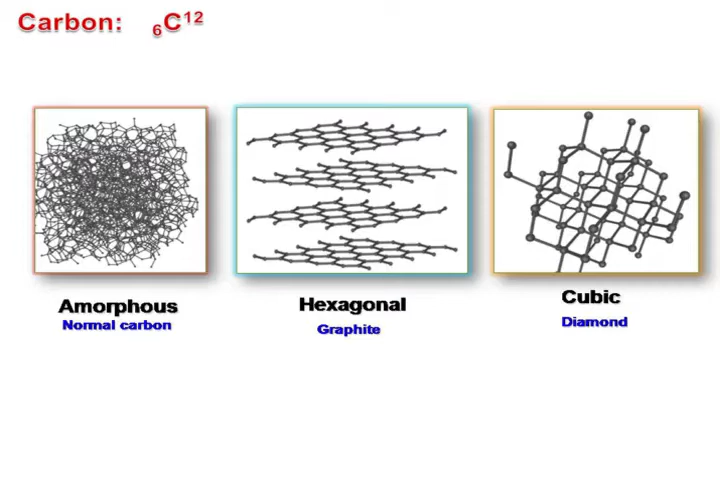 Carbon: ₆C¹²
Amorphous
Normal carbon
Hexagonal
Graphite
Cubic
Diamond